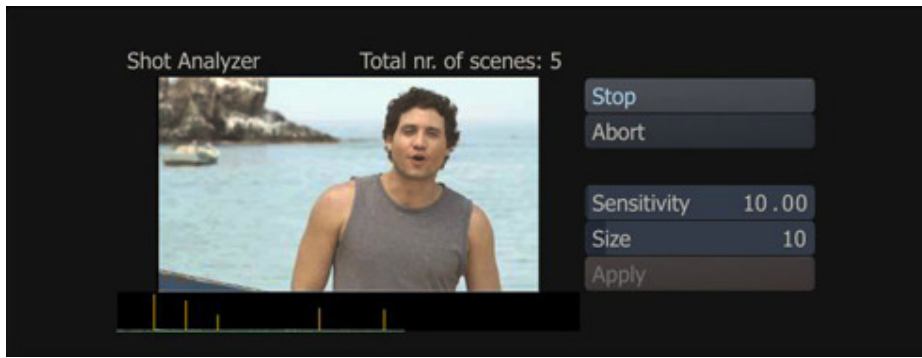 Shot Analyzer Total nr. of scenes: 5
Stop
Abort
Sensitivity 10.00
Size 10
Apply